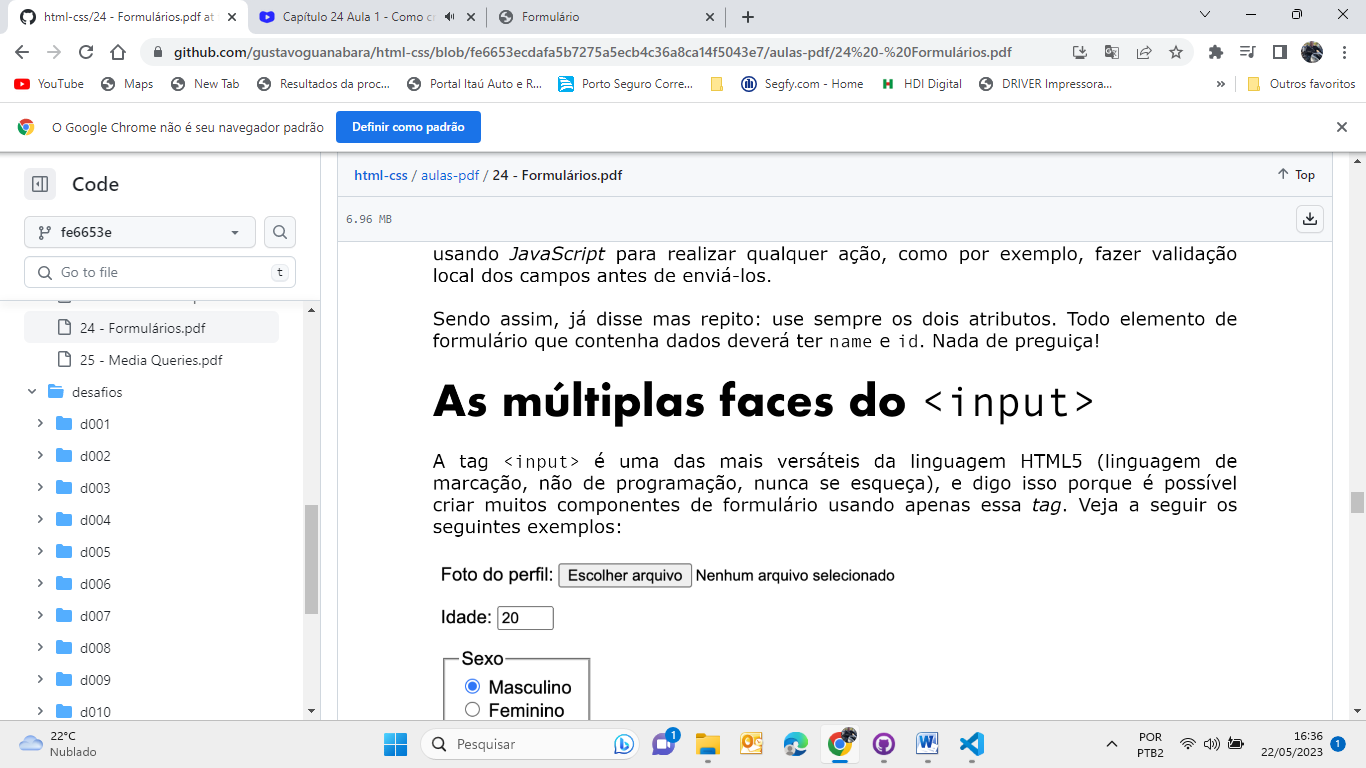 html-css/24 - Formulários.pdf at
Capítulo 24 Aula 1 - Como c
Formulário
github.com/gustavoguanabara/html-css/blob/fe6653ecdafa5b7275a5ecb4c36a8ca14f5043e7/aulas-pdf/24%20-%20Formulários.pdf
YouTube
Maps
New Tab
Resultados da proc...
Portal Itaú Auto e R...
Porto Seguro Corre...
Segfy.com - Home
HDI Digital
DRIVER Impressora...
»
Outros favoritos
O Google Chrome não é seu navegador padrão
Definir como padrão
Code
fe6653e
Go to file
t
24 - Formulários.pdf
25 - Media Queries.pdf
desafios
d001
d002
d003
d004
d005
d006
d007
d008
d009
d010
html-css / aulas-pdf / 24 - Formulários.pdf
Top
6.96 MB
usando JavaScript para realizar qualquer ação, como por exemplo, fazer validação
local dos campos antes de enviá-los.
Sendo assim, já disse mas repito: use sempre os dois atributos. Todo elemento de
formulário que contenha dados deverá ter name e id. Nada de preguiça!
As múltiplas faces do <input>
A tag <input> é uma das mais versáteis da linguagem HTML5 (linguagem de
marcação, não de programação, nunca se esqueça), e digo isso porque é possível
criar muitos componentes de formulário usando apenas essa tag. Veja a seguir os
seguintes exemplos:
Foto do perfil: Escolher arquivo Nenhum arquivo selecionado
Idade: 20
Sexo
Masculino
Feminino
22°C
Nublado
Pesquisar
1
POR
PTB2
16:36
22/05/2023
1